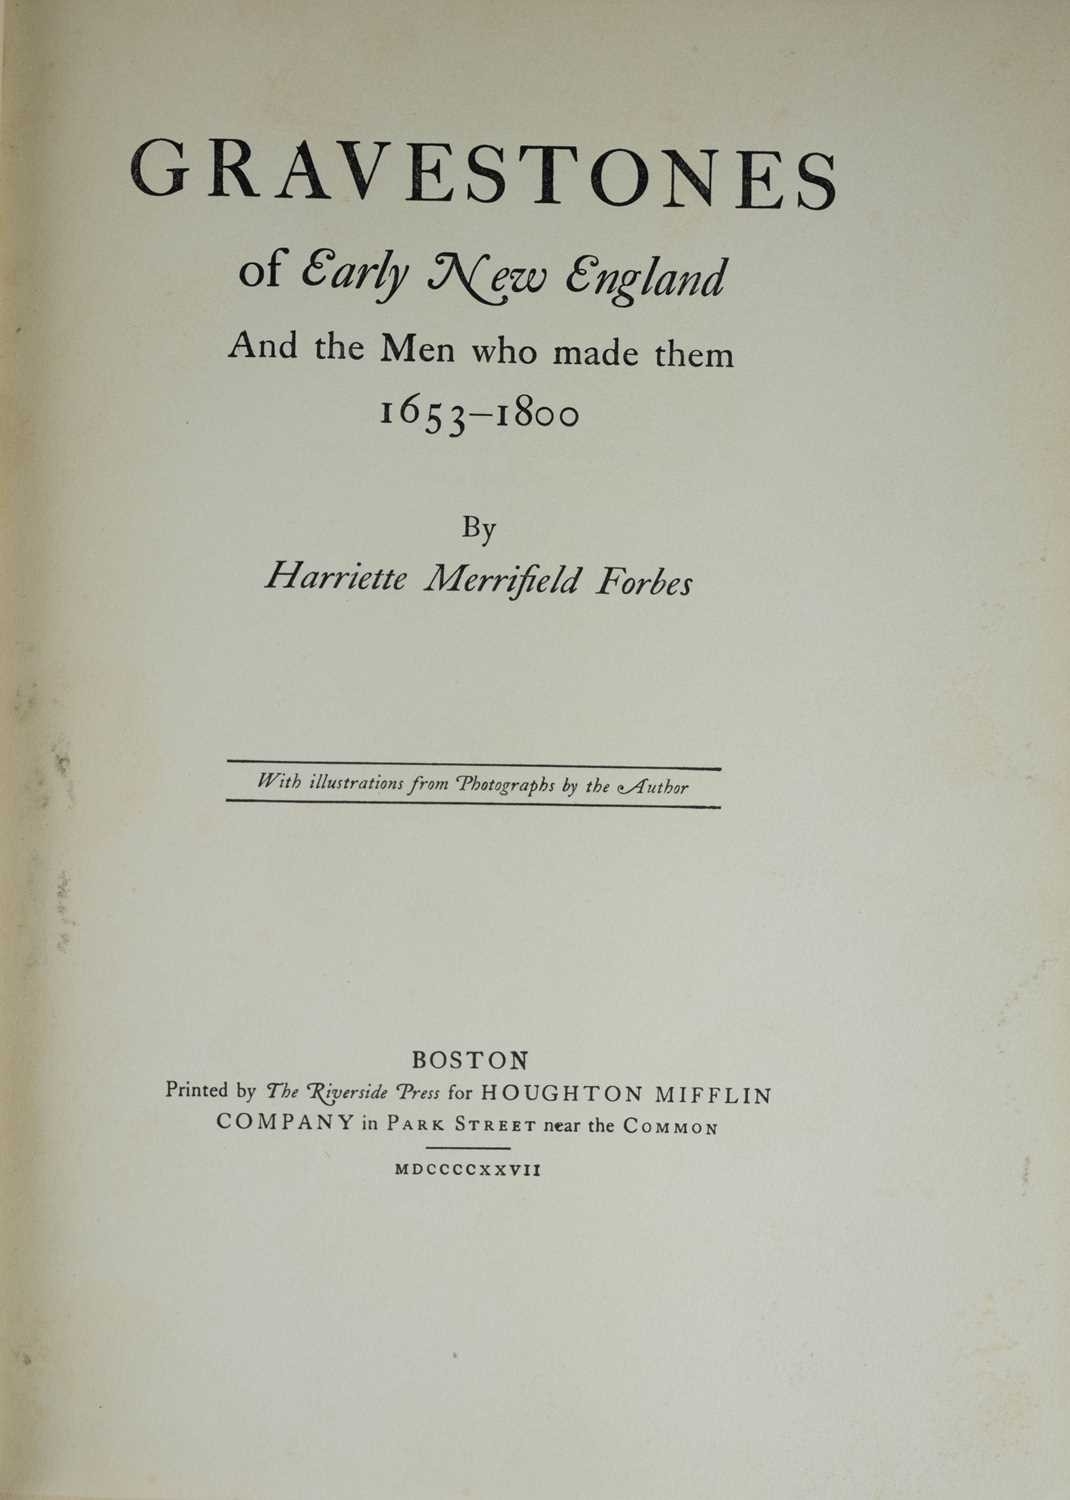 GRAVESTONES
of Early New England
And the Men who made them
1653–1800
By
Harriette Merrifield Forbes
With illustrations from Photographs by the Author
BOSTON
Printed by The Riverside Press for HOUGHTON MIFFLIN
COMPANY in PARK STREET near the COMMON
MDCCCCXXVII